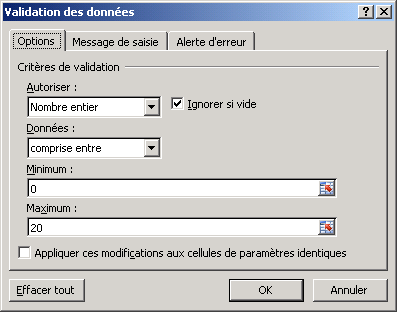 Validation des données
Options Message de saisie Alerte d'erreur
Critères de validation
Autoriser :
Nombre entier Ignorer si vide
Données :
comprise entre
Minimum :
0
Maximum :
20
Appliquer ces modifications aux cellules de paramètres identiques
Effacer tout OK Annuler